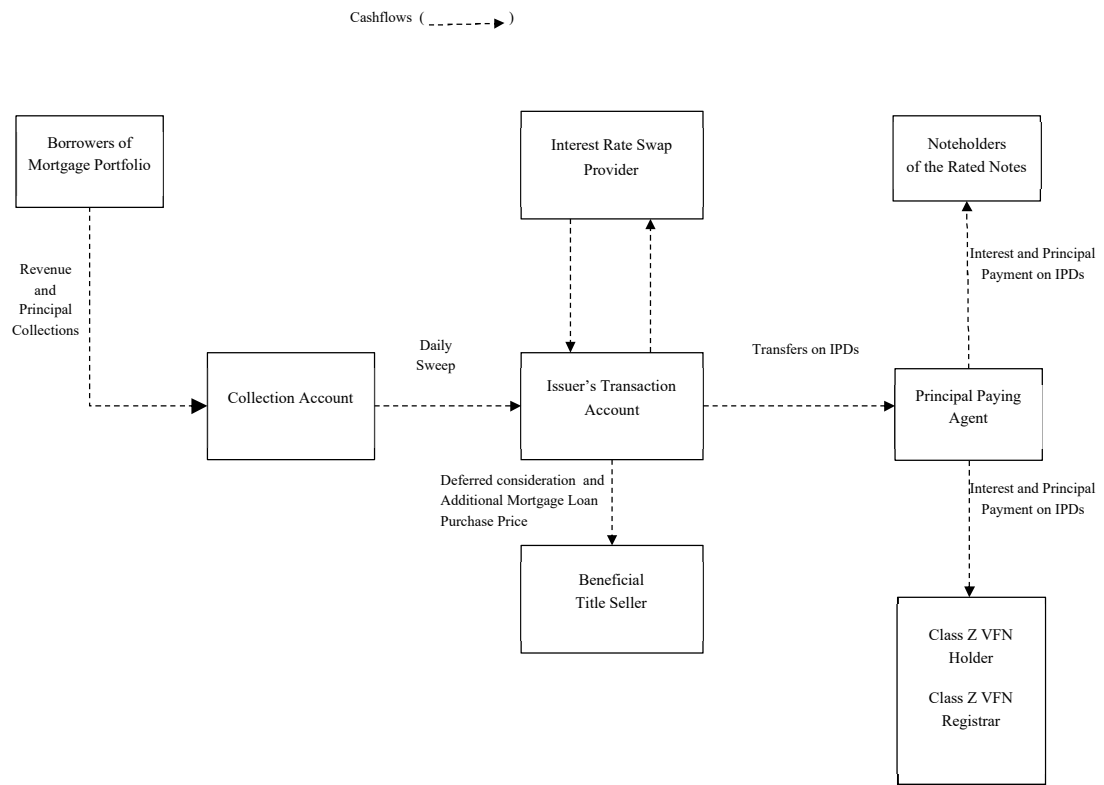 Cashflows ( )
Borrowers of
Mortgage Portfolio
Interest Rate Swap
Provider
Noteholders
of the Rated Notes
Revenue
and
Principal
Collections
Interest and Principal
Payment on IPDs
Daily
Sweep
Transfers on IPDs
Collection Account
Issuer’s Transaction
Account
Principal Paying
Agent
Deferred consideration and
Additional Mortgage Loan
Purchase Price
Interest and Principal
Payment on IPDs
Beneficial
Title Seller
Class Z VFN
Holder
Class Z VFN
Registrar